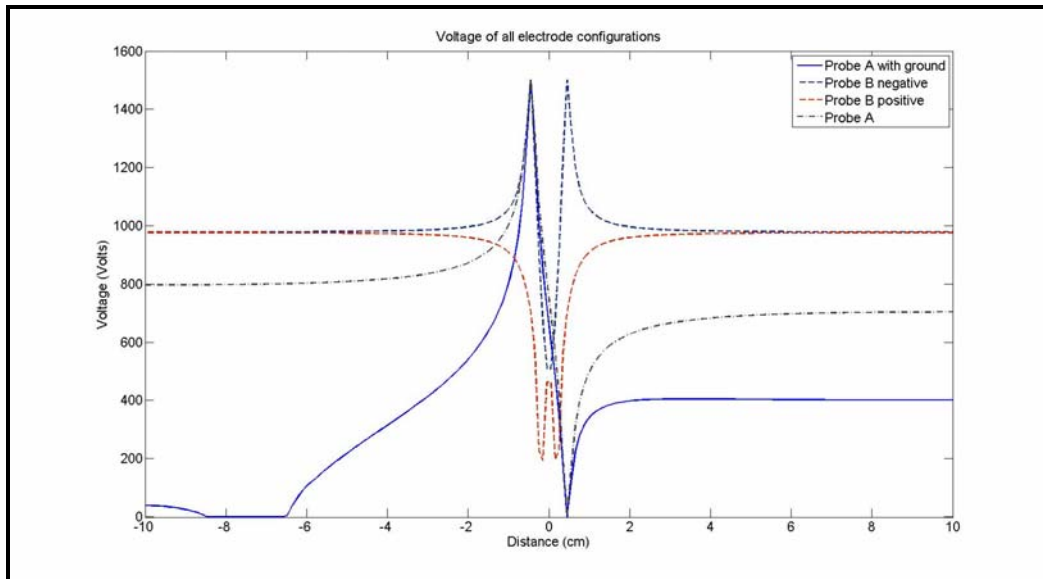 Voltage of all electrode configurations
Probe A with ground
Probe B negative
Probe B positive
Probe A
Voltage (Volts)
1600
1400
1200
1000
800
600
400
200
0
-10 -8 -6 -4 -2 0 2 4 6 8 10
Distance (cm)